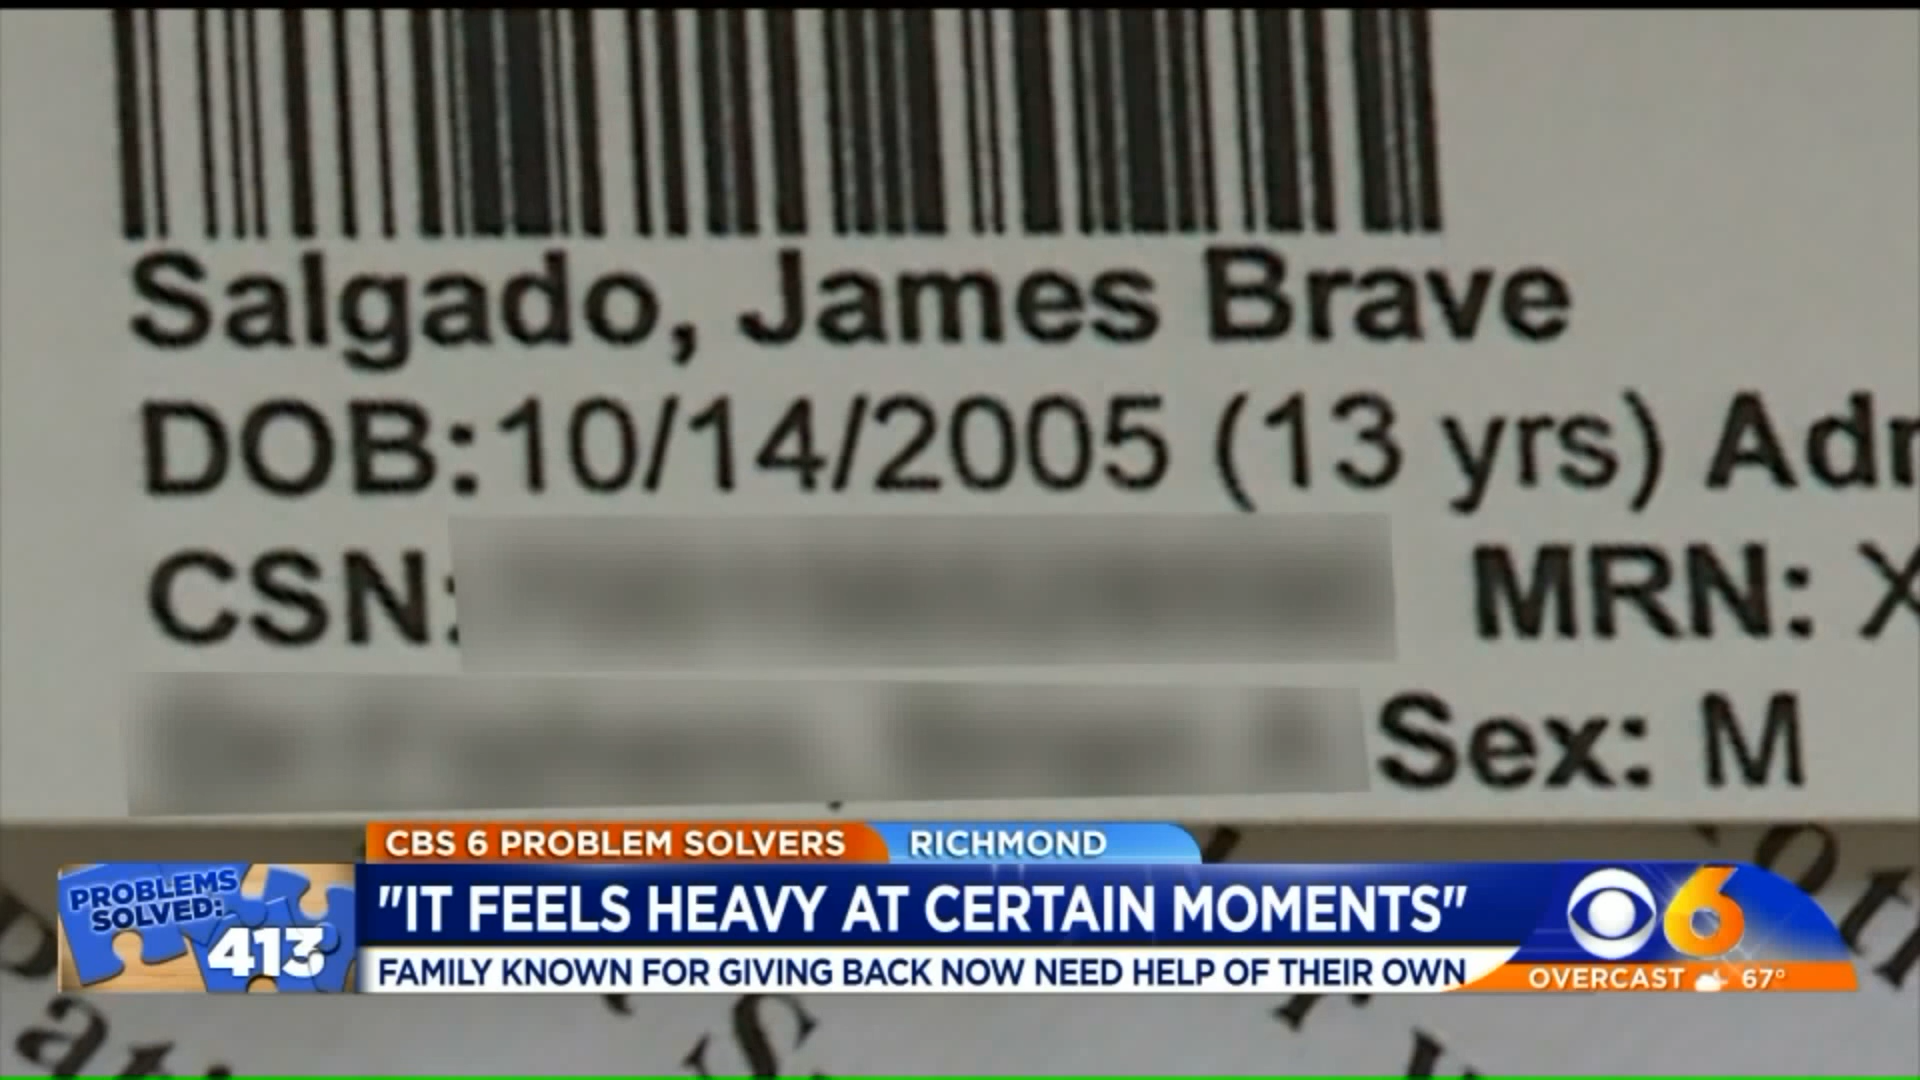 Salgado, James Brave
DOB: 10/14/2005 (13 yrs) Adm
CSN: MRN: X
Sex: M
CBS 6 PROBLEM SOLVERS RICHMOND
PROBLEMS SOLVED: 413
"IT FEELS HEAVY AT CERTAIN MOMENTS"
FAMILY KNOWN FOR GIVING BACK NOW NEED HELP OF THEIR OWN
6
OVERCAST 67°